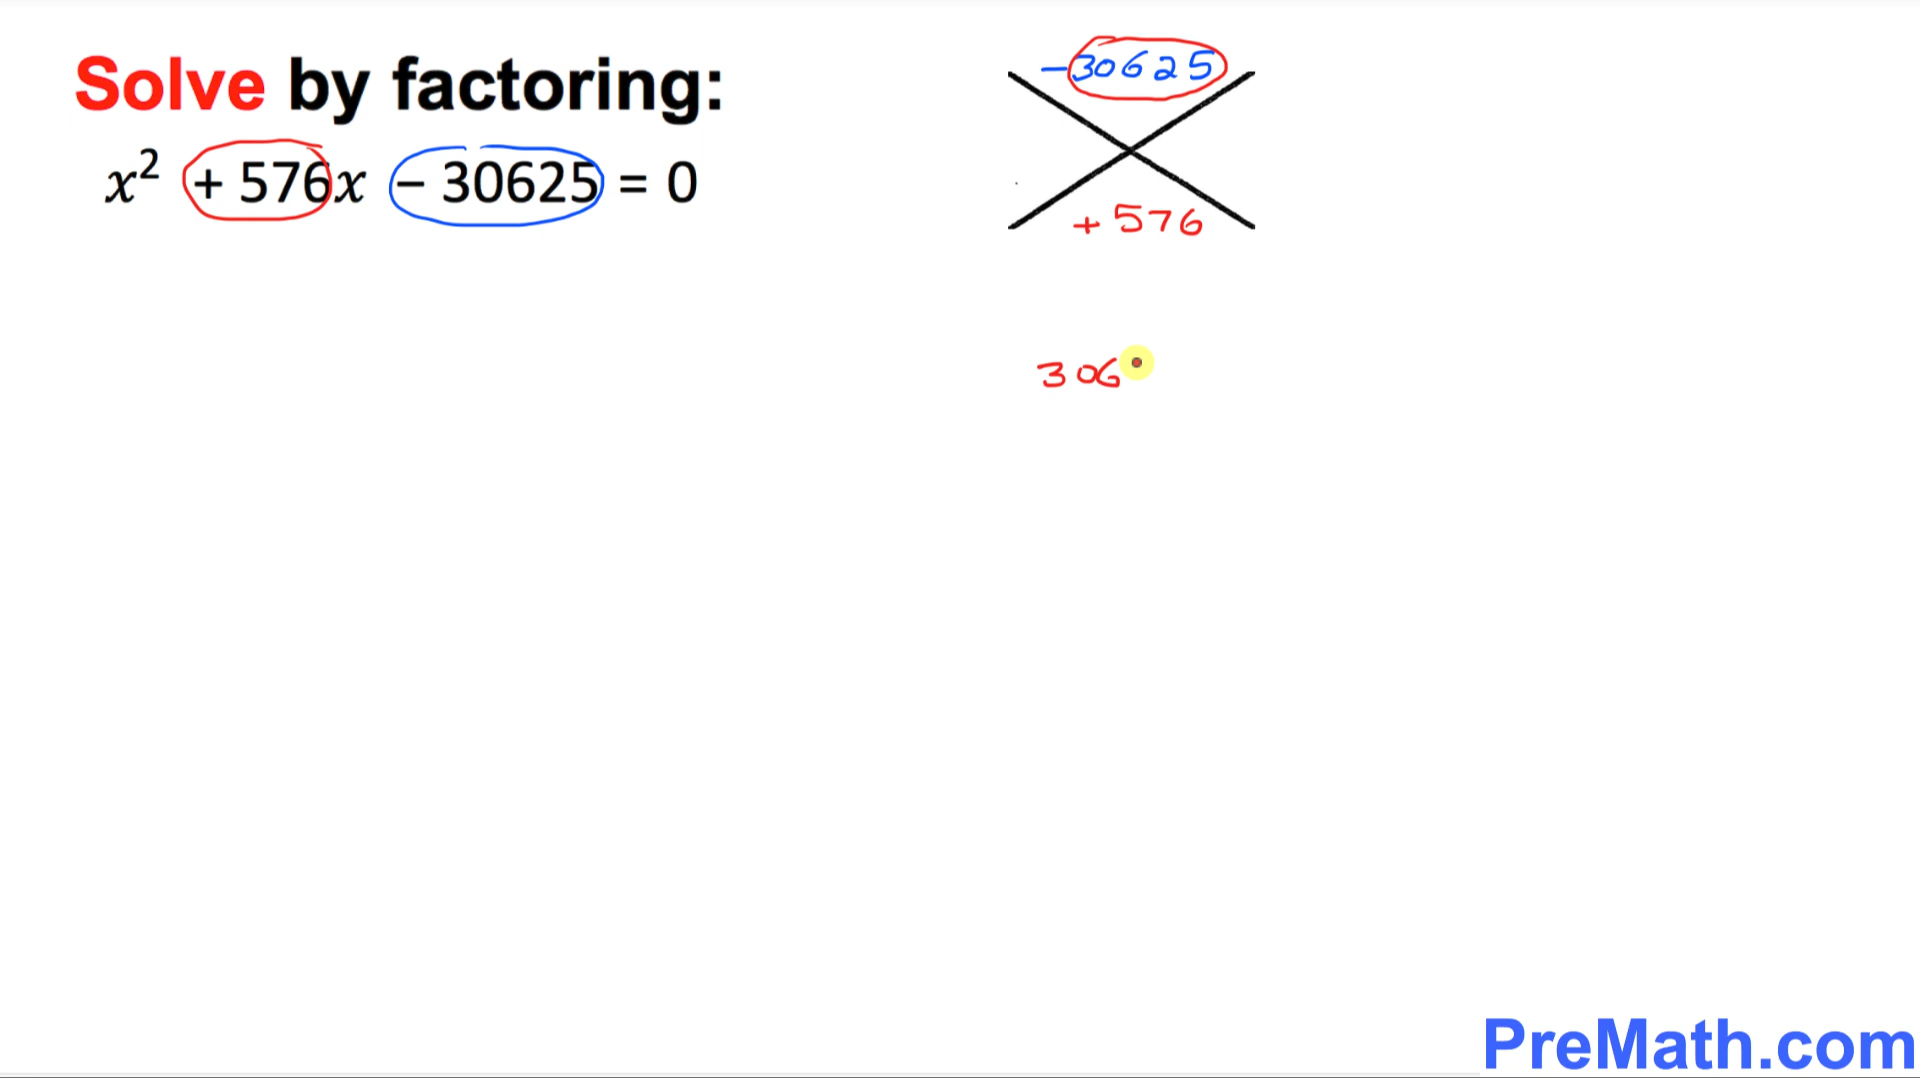 Solve by factoring:
x² + 576x − 30625 = 0
−30625
+576
306
PreMath.com